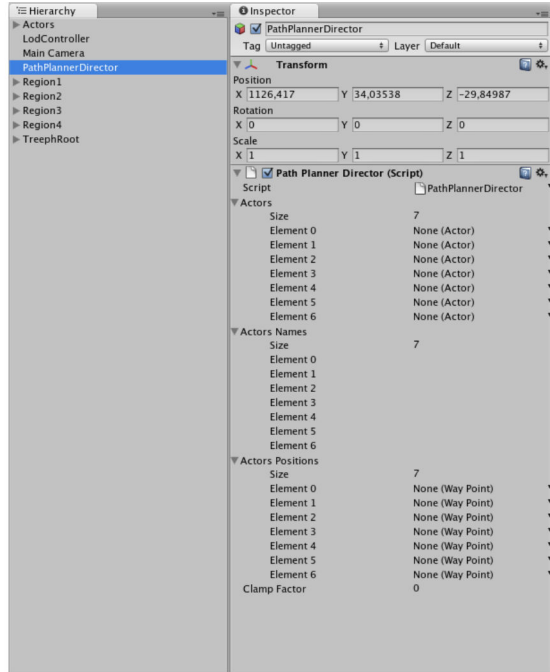 Hierarchy
Actors
LodController
Main Camera
PathPlannerDirector
Region1
Region2
Region3
Region4
TreephRoot
Inspector
PathPlannerDirector
Tag Untagged Layer Default
Transform
Position
X 1126,417 Y 34,03538 Z -29,84987
Rotation
X 0 Y 0 Z 0
Scale
X 1 Y 1 Z 1
Path Planner Director (Script)
Script PathPlannerDirector
Actors
Size 7
Element 0 None (Actor)
Element 1 None (Actor)
Element 2 None (Actor)
Element 3 None (Actor)
Element 4 None (Actor)
Element 5 None (Actor)
Element 6 None (Actor)
Actors Names
Size 7
Element 0
Element 1
Element 2
Element 3
Element 4
Element 5
Element 6
Actors Positions
Size 7
Element 0 None (Way Point)
Element 1 None (Way Point)
Element 2 None (Way Point)
Element 3 None (Way Point)
Element 4 None (Way Point)
Element 5 None (Way Point)
Element 6 None (Way Point)
Clamp Factor 0